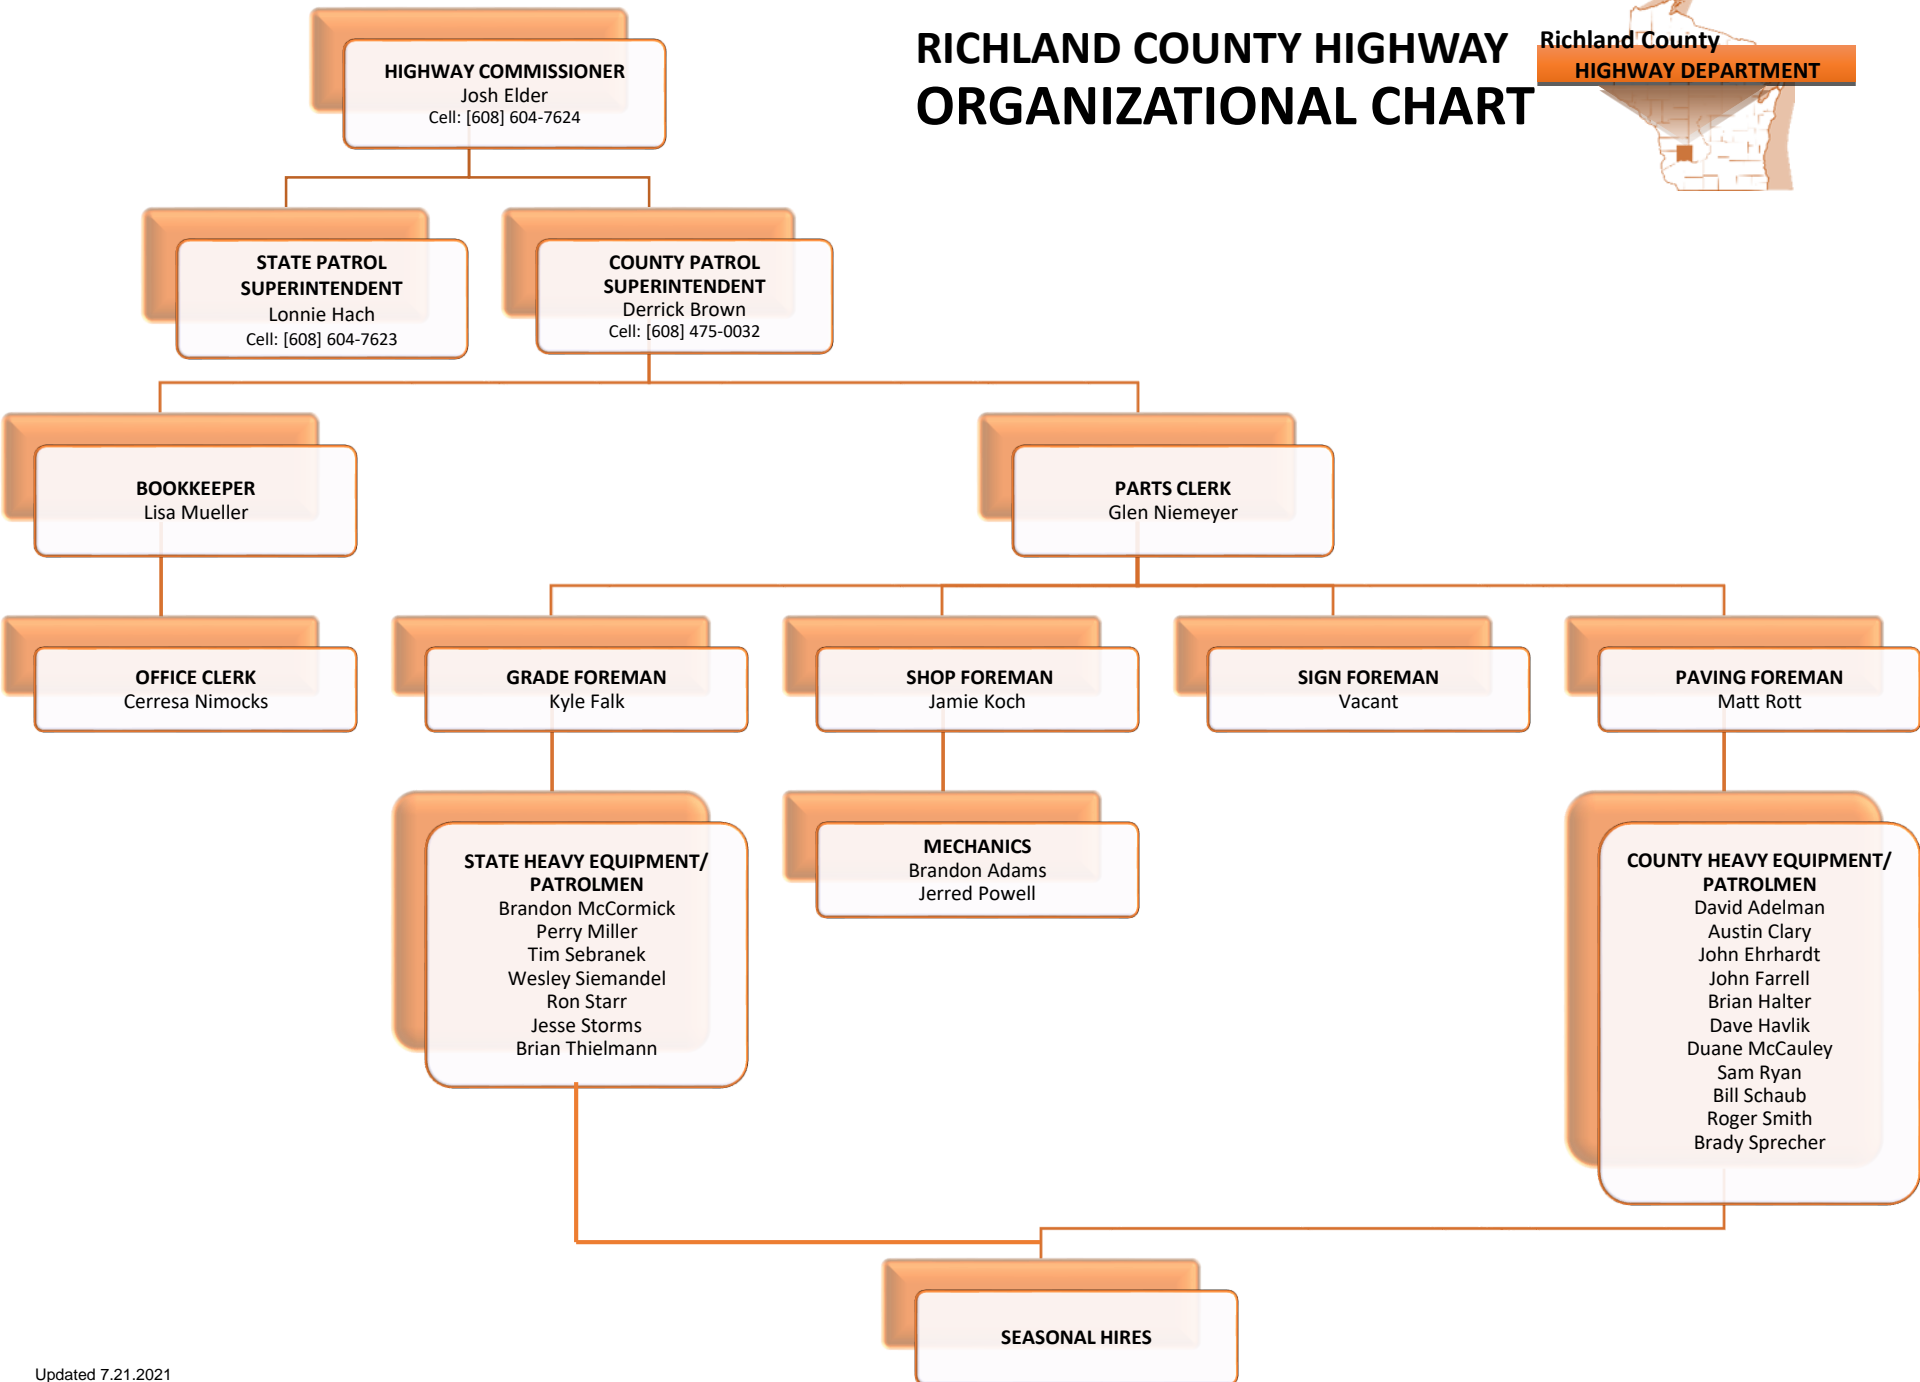 RICHLAND COUNTY HIGHWAY
ORGANIZATIONAL CHART
Richland County
HIGHWAY DEPARTMENT
HIGHWAY COMMISSIONER
Josh Elder
Cell: [608] 604-7624
STATE PATROL
SUPERINTENDENT
Lonnie Hach
Cell: [608] 604-7623
COUNTY PATROL
SUPERINTENDENT
Derrick Brown
Cell: [608] 475-0032
BOOKKEEPER
Lisa Mueller
PARTS CLERK
Glen Niemeyer
OFFICE CLERK
Cerresa Nimocks
GRADE FOREMAN
Kyle Falk
SHOP FOREMAN
Jamie Koch
SIGN FOREMAN
Vacant
PAVING FOREMAN
Matt Rott
STATE HEAVY EQUIPMENT/
PATROLMEN
Brandon McCormick
Perry Miller
Tim Sebranek
Wesley Siemandel
Ron Starr
Jesse Storms
Brian Thielmann
MECHANICS
Brandon Adams
Jerred Powell
COUNTY HEAVY EQUIPMENT/
PATROLMEN
David Adelman
Austin Clary
John Ehrhardt
John Farrell
Brian Halter
Dave Havlik
Duane McCauley
Sam Ryan
Bill Schaub
Roger Smith
Brady Sprecher
SEASONAL HIRES
Updated 7.21.2021